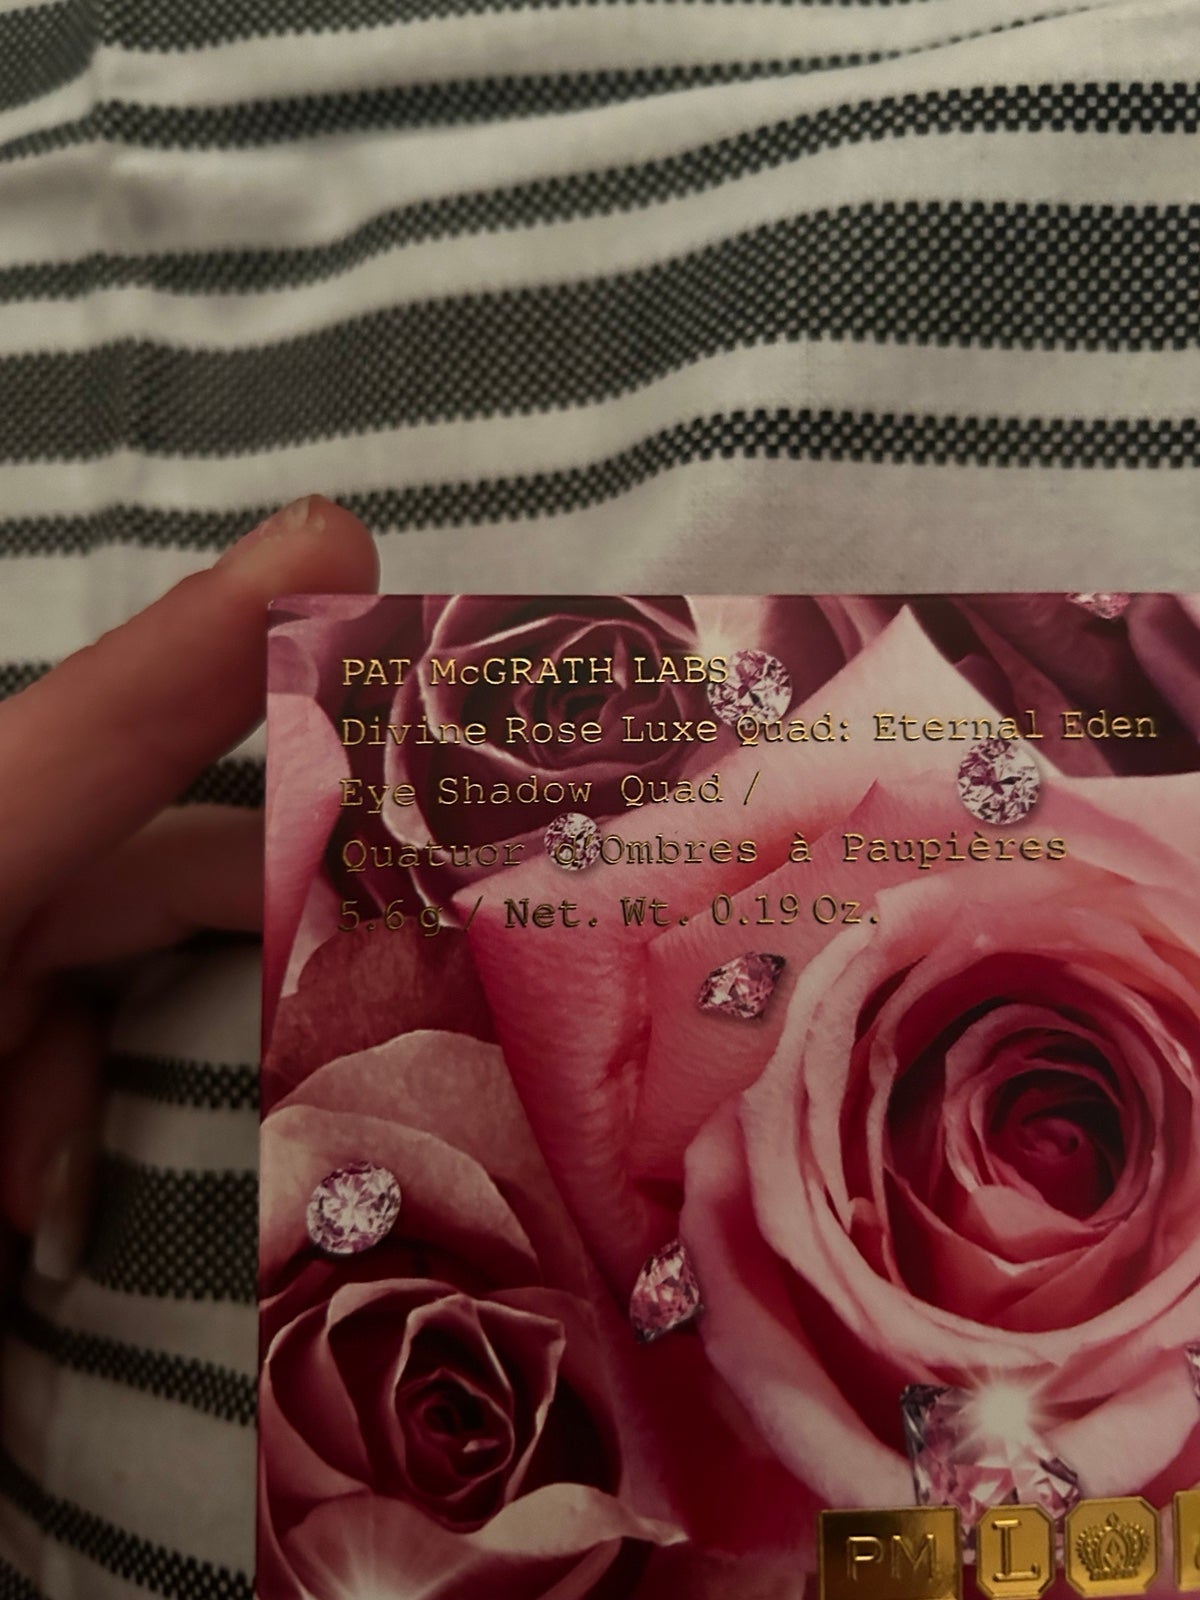 PAT McGRATH LABS
Divine Rose Luxe Quad: Eternal Eden
Eye Shadow Quad /
Quatuor d'Ombres à Paupières
5.6 g / Net. Wt. 0.19 Oz.
PM L